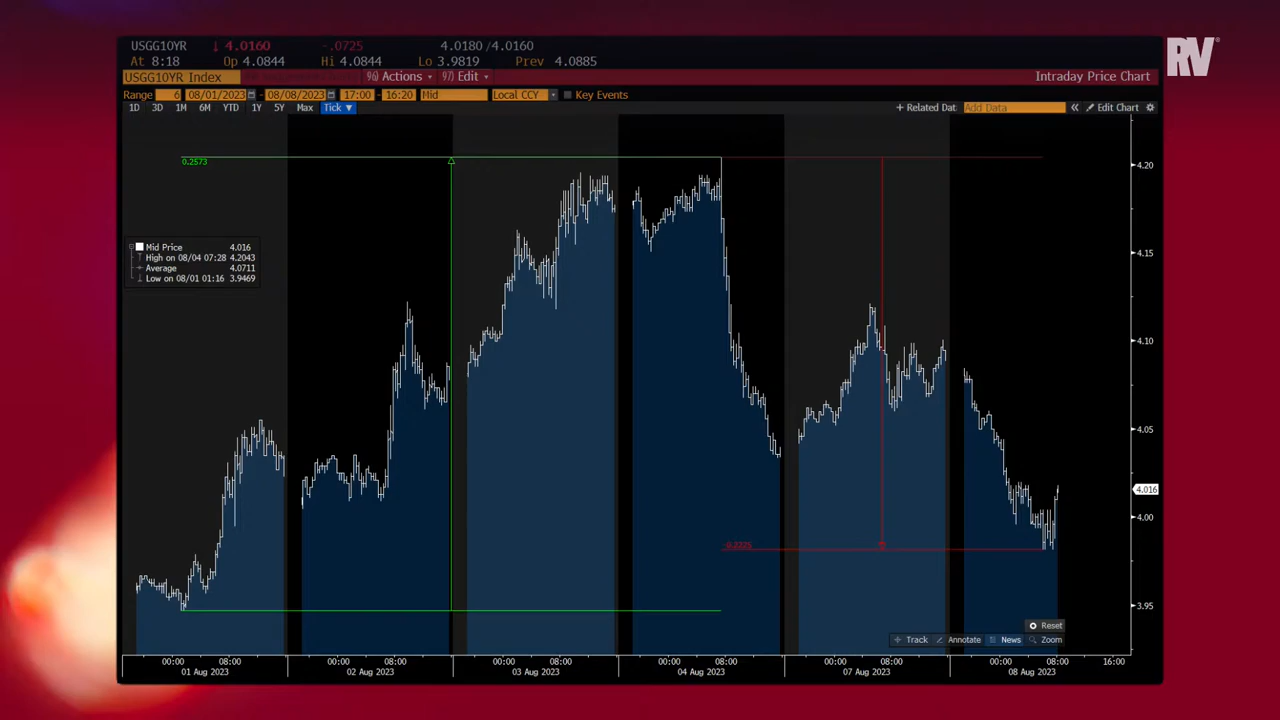 RV
USGG10YR ↓ 4.0160 -.0725 4.0180 /4.0160
At 8:18 Op 4.0844 Hi 4.0844 Lo 3.9819 Prev 4.0885
USGG10YR Index 96) Actions 97) Edit Intraday Price Chart
Range 6 08/01/2023 - 08/08/2023 17:00 - 16:20 Mid Local CCY Key Events
1D 3D 1M 6M YTD 1Y 5Y Max Tick ▼ + Related Dat Add Data « Edit Chart
0.2573
4.20
Mid Price 4.016
High on 08/04 07:28 4.2043
Average 4.0711
Low on 08/01 01:16 3.9469
4.15
4.10
4.05
4.016
4.00
-0.2225
3.95
Reset
Track Annotate News Zoom
00:00 08:00 00:00 08:00 00:00 08:00 00:00 08:00 00:00 08:00 00:00 08:00 16:00
01 Aug 2023 02 Aug 2023 03 Aug 2023 04 Aug 2023 07 Aug 2023 08 Aug 2023